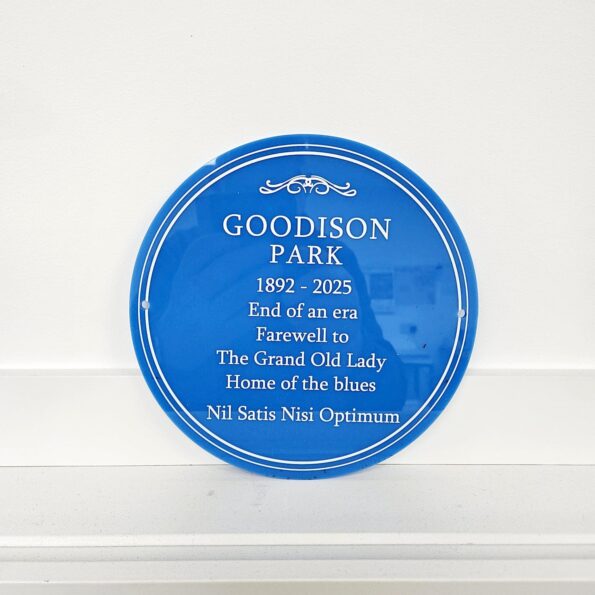 GOODISON
PARK
1892 - 2025
End of an era
Farewell to
The Grand Old Lady
Home of the blues
Nil Satis Nisi Optimum